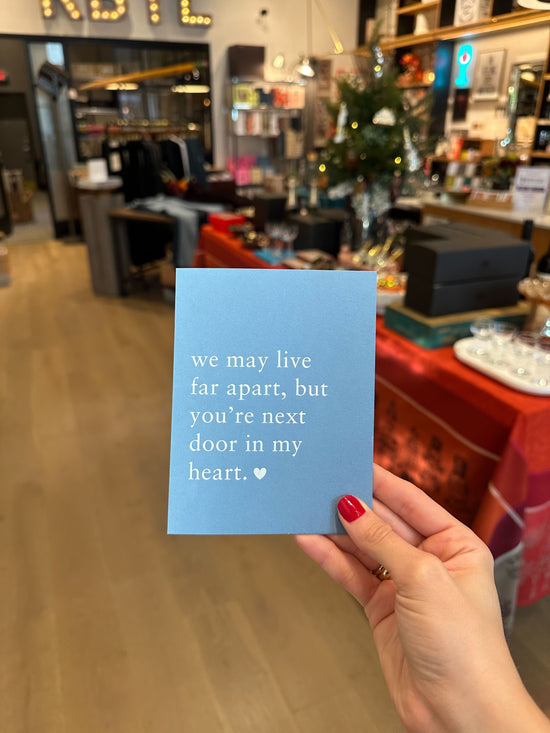 we may live
far apart, but
you're next
door in my
heart.